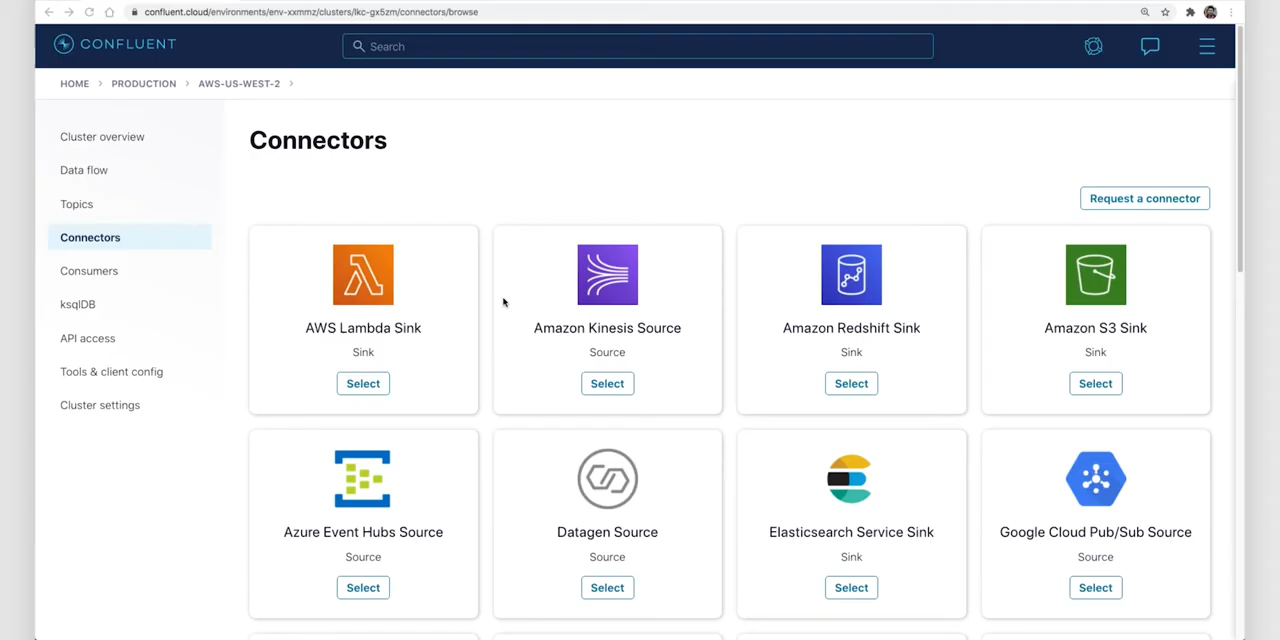 confluent.cloud/environments/env-xxmmz/clusters/lkc-gx5zm/connectors/browse
CONFLUENT
Search
HOME > PRODUCTION > AWS-US-WEST-2 >
Cluster overview
Data flow
Topics
Connectors
Consumers
ksqlDB
API access
Tools & client config
Cluster settings
Connectors
Request a connector
AWS Lambda Sink
Sink
Select
Amazon Kinesis Source
Source
Select
Amazon Redshift Sink
Sink
Select
Amazon S3 Sink
Sink
Select
Azure Event Hubs Source
Source
Select
Datagen Source
Source
Select
Elasticsearch Service Sink
Sink
Select
Google Cloud Pub/Sub Source
Source
Select